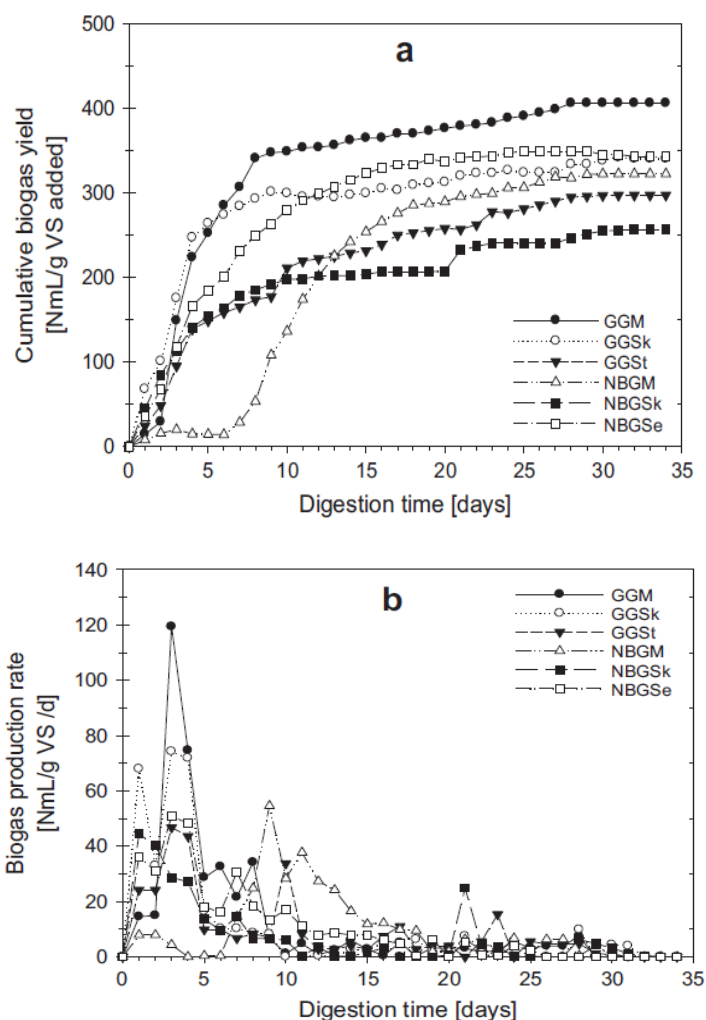 a
Cumulative biogas yield
[NmL/g VS added]
500
400
300
200
100
0
GGM
GGSk
GGSt
NBGM
NBGSk
NBGSe
0 5 10 15 20 25 30 35
Digestion time [days]
b
Biogas production rate
[NmL/g VS /d]
140
120
100
80
60
40
20
0
GGM
GGSk
GGSt
NBGM
NBGSk
NBGSe
0 5 10 15 20 25 30 35
Digestion time [days]